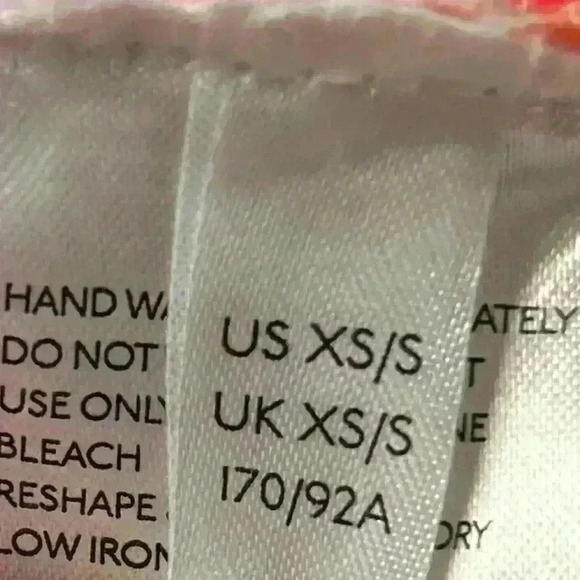 US XS/S
UK XS/S
170/92A
HAND
DO NOT
USE
BLEACH
RESHAPE
LOW IRON